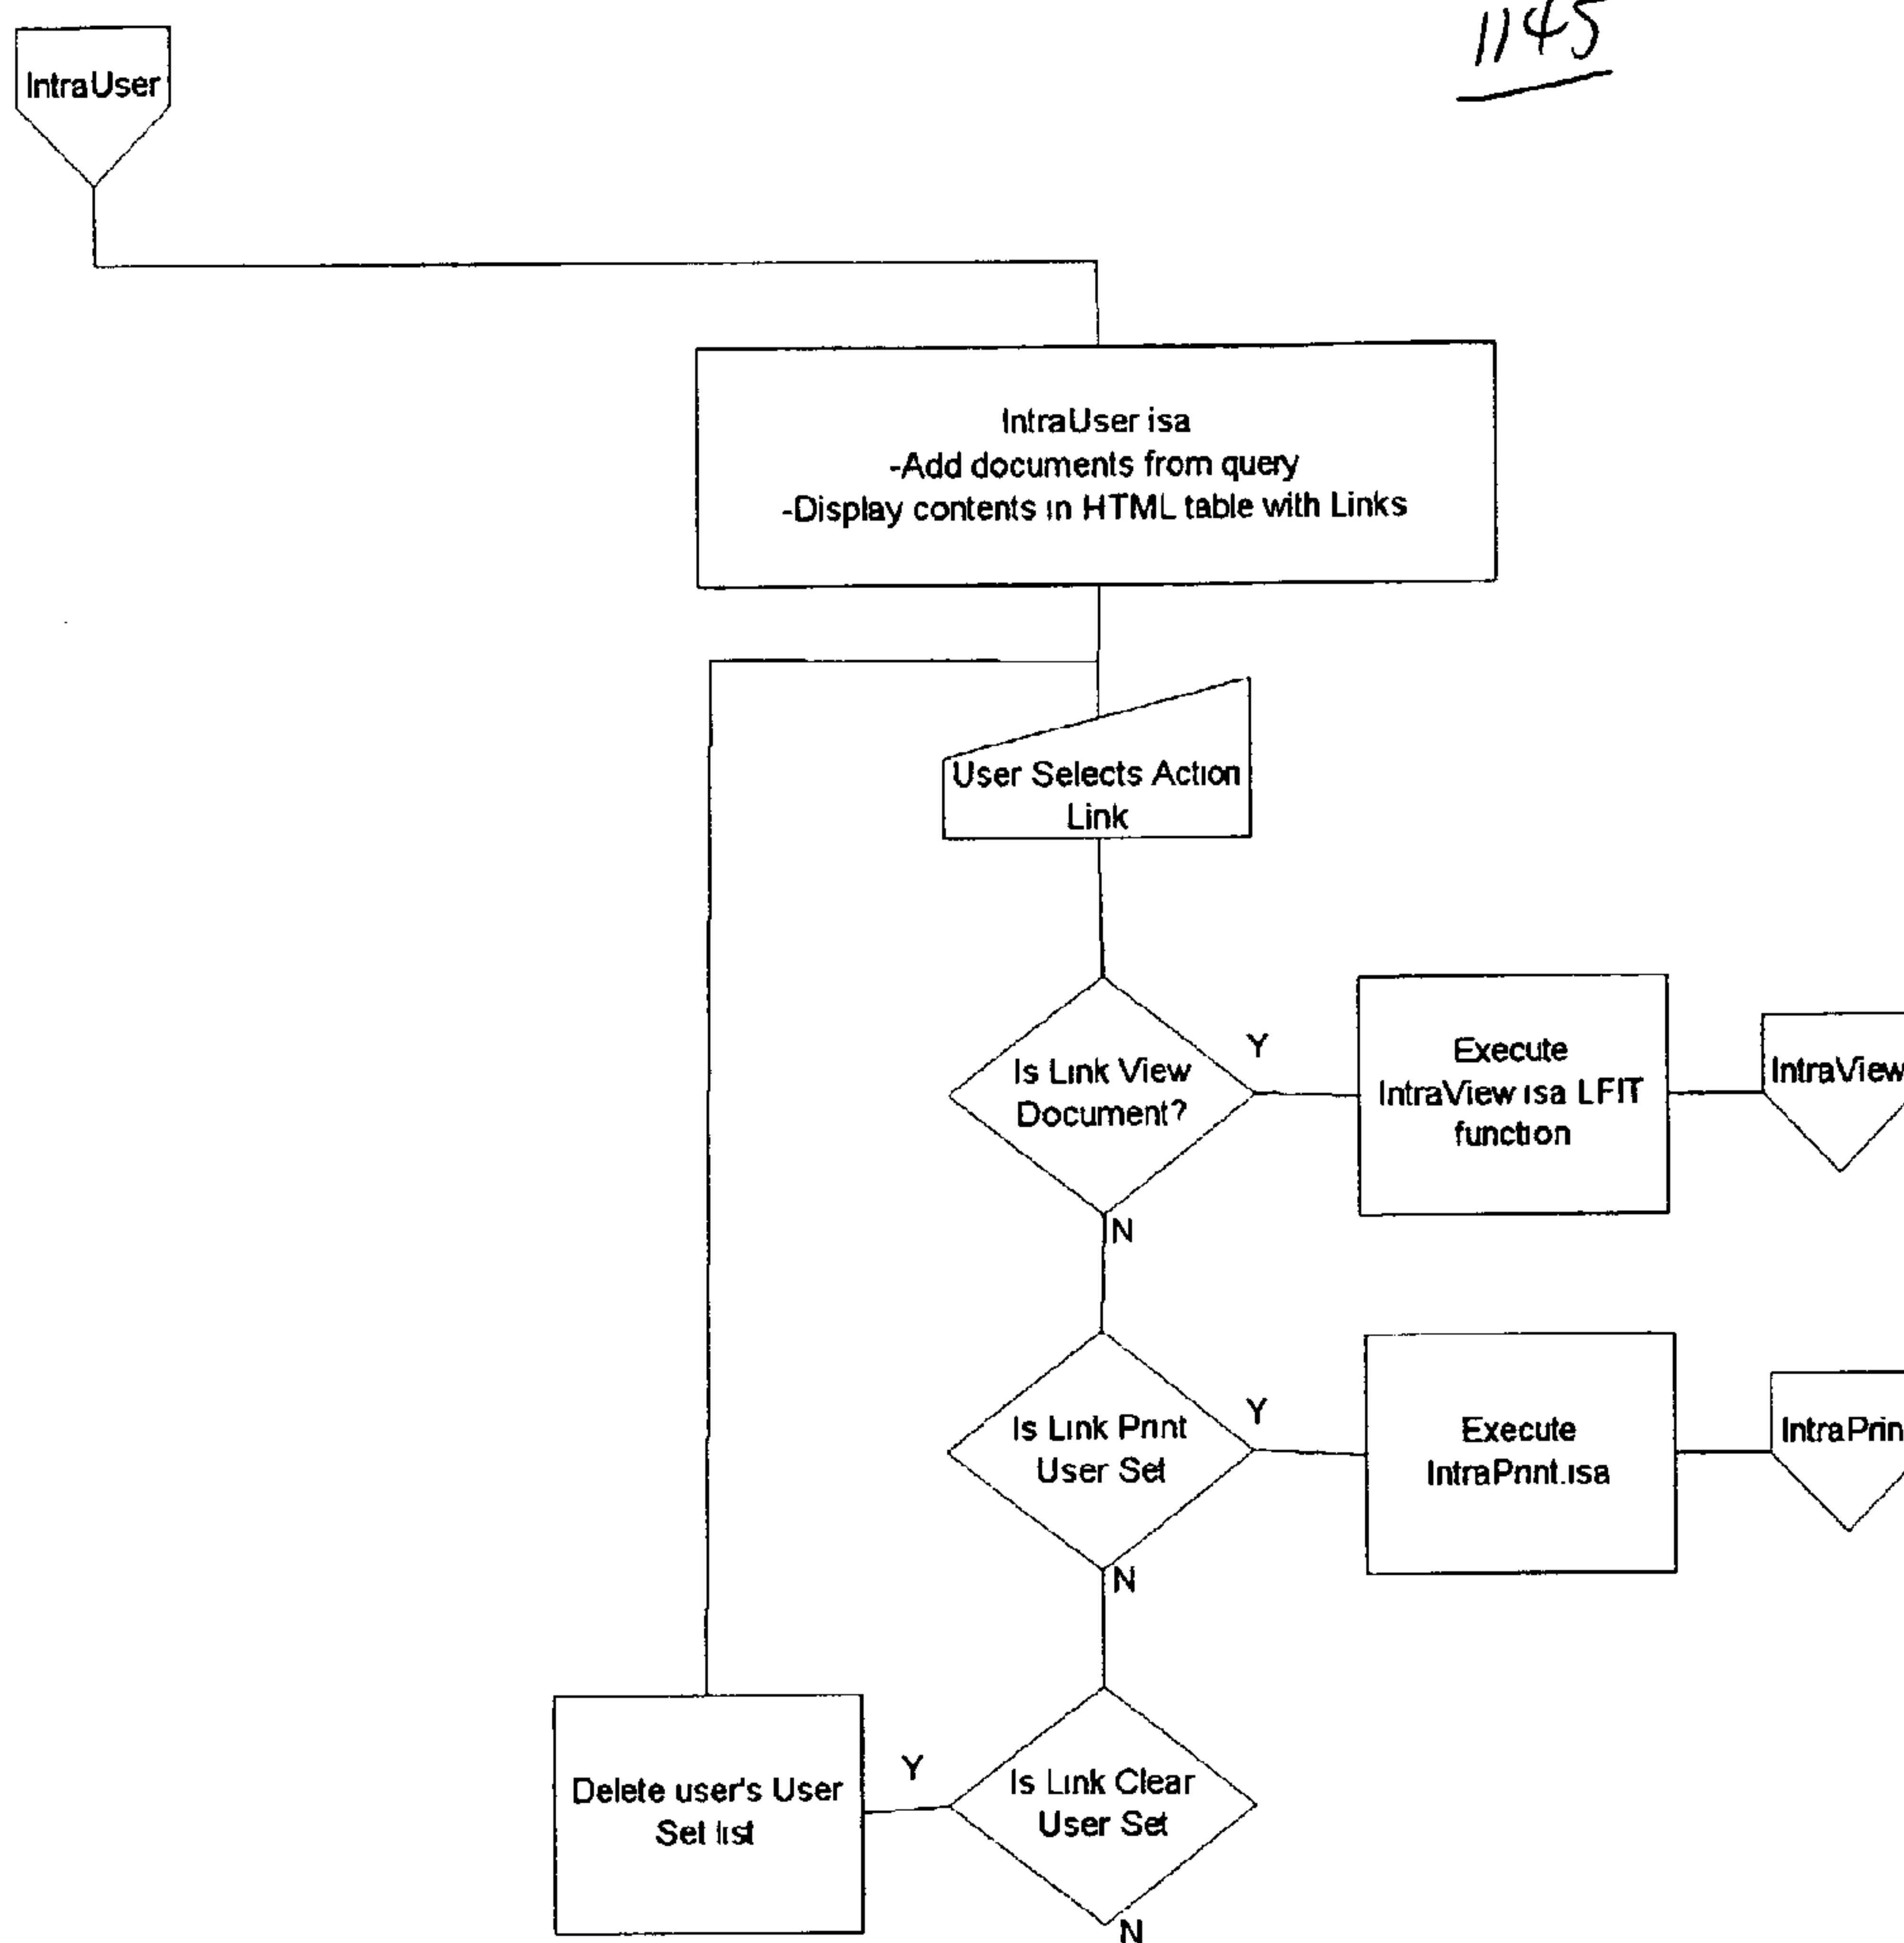 1145
IntraUser
IntraUser isa
-Add documents from query
-Display contents in HTML table with Links
User Selects Action
Link
Is Link View
Document?
Y
Execute
IntraView isa LFIT
function
IntraView
N
Is Link Print
User Set
Y
Execute
IntraPrint.isa
IntraPrin
N
Is Link Clear
User Set
Y
Delete user's User
Set list
N